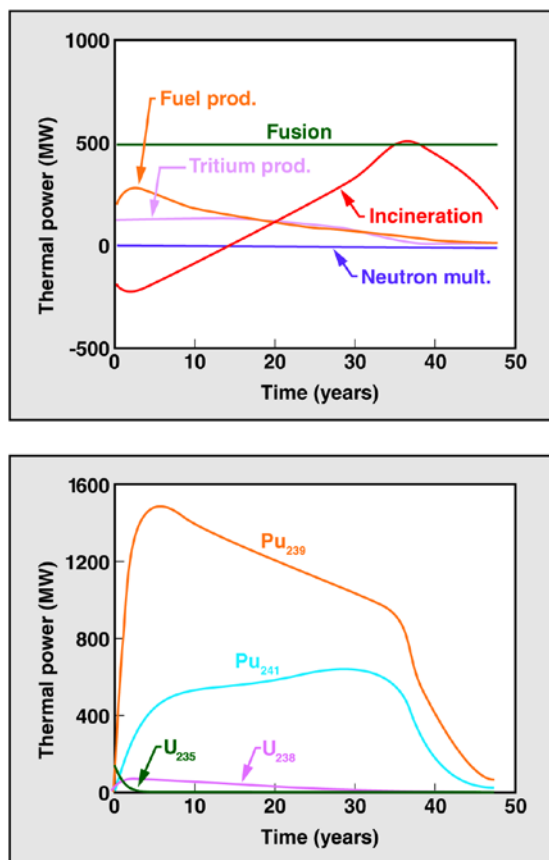 1000
Fuel prod.
Fusion
500
Tritium prod.
Incineration
0
Neutron mult.
-500
0 10 20 30 40 50
Time (years)
Thermal power (MW)
1600
Pu239
1200
800
Pu241
400
U235
U238
0
0 10 20 30 40 50
Time (years)
Thermal power (MW)